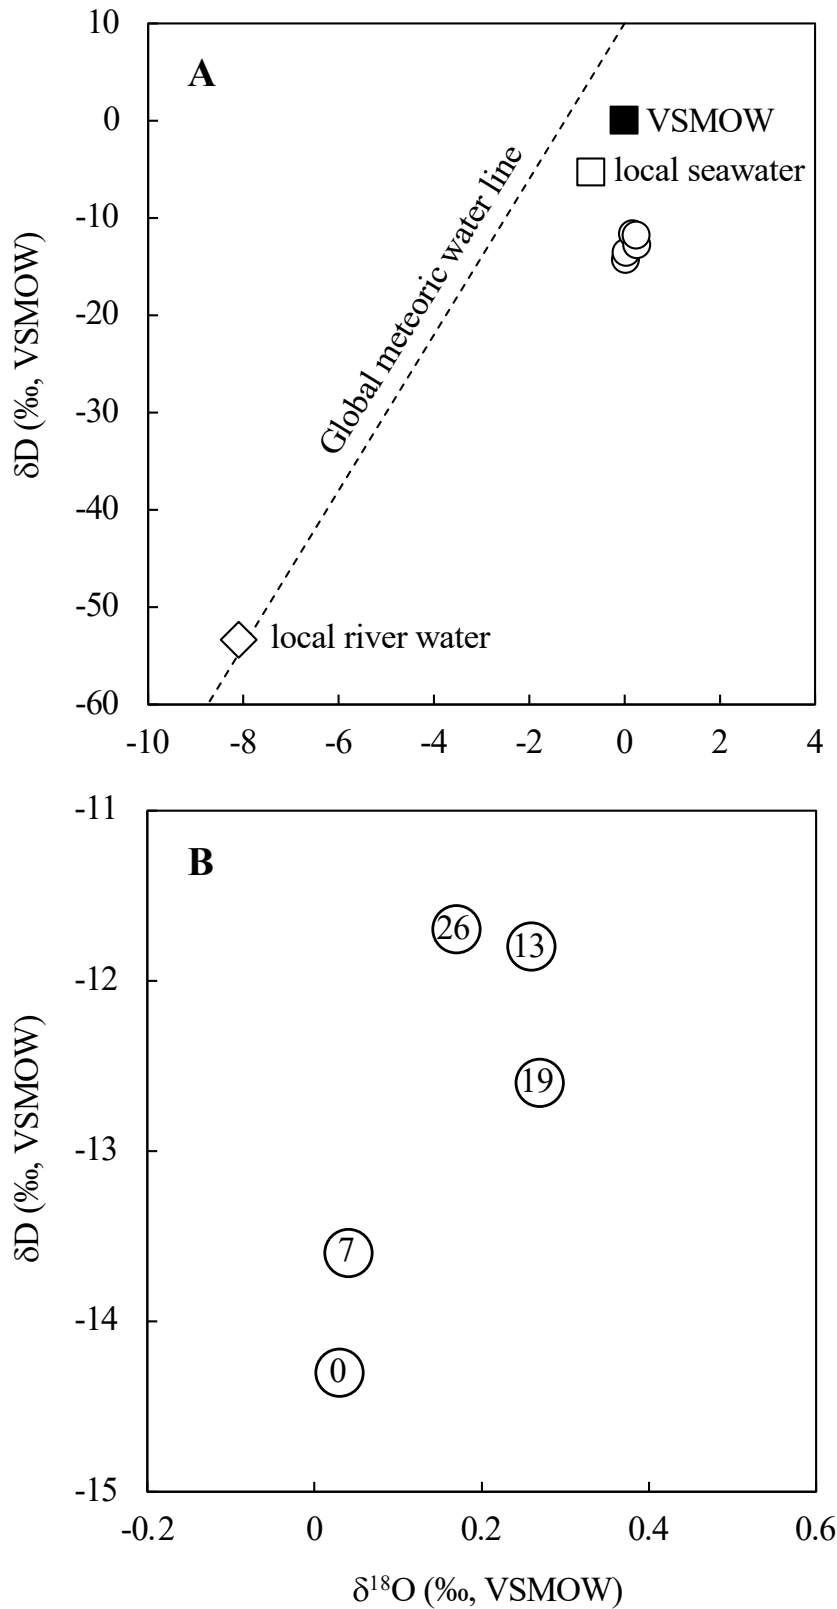 10
A
0
VSMOW
local seawater
-10
Global meteoric water line
-20
δD (‰, VSMOW)
-30
-40
-50
local river water
-60
-10 -8 -6 -4 -2 0 2 4
-11
B
26
13
-12
19
δD (‰, VSMOW)
-13
7
-14
0
-15
-0.2 0 0.2 0.4 0.6
δ¹⁸O (‰, VSMOW)